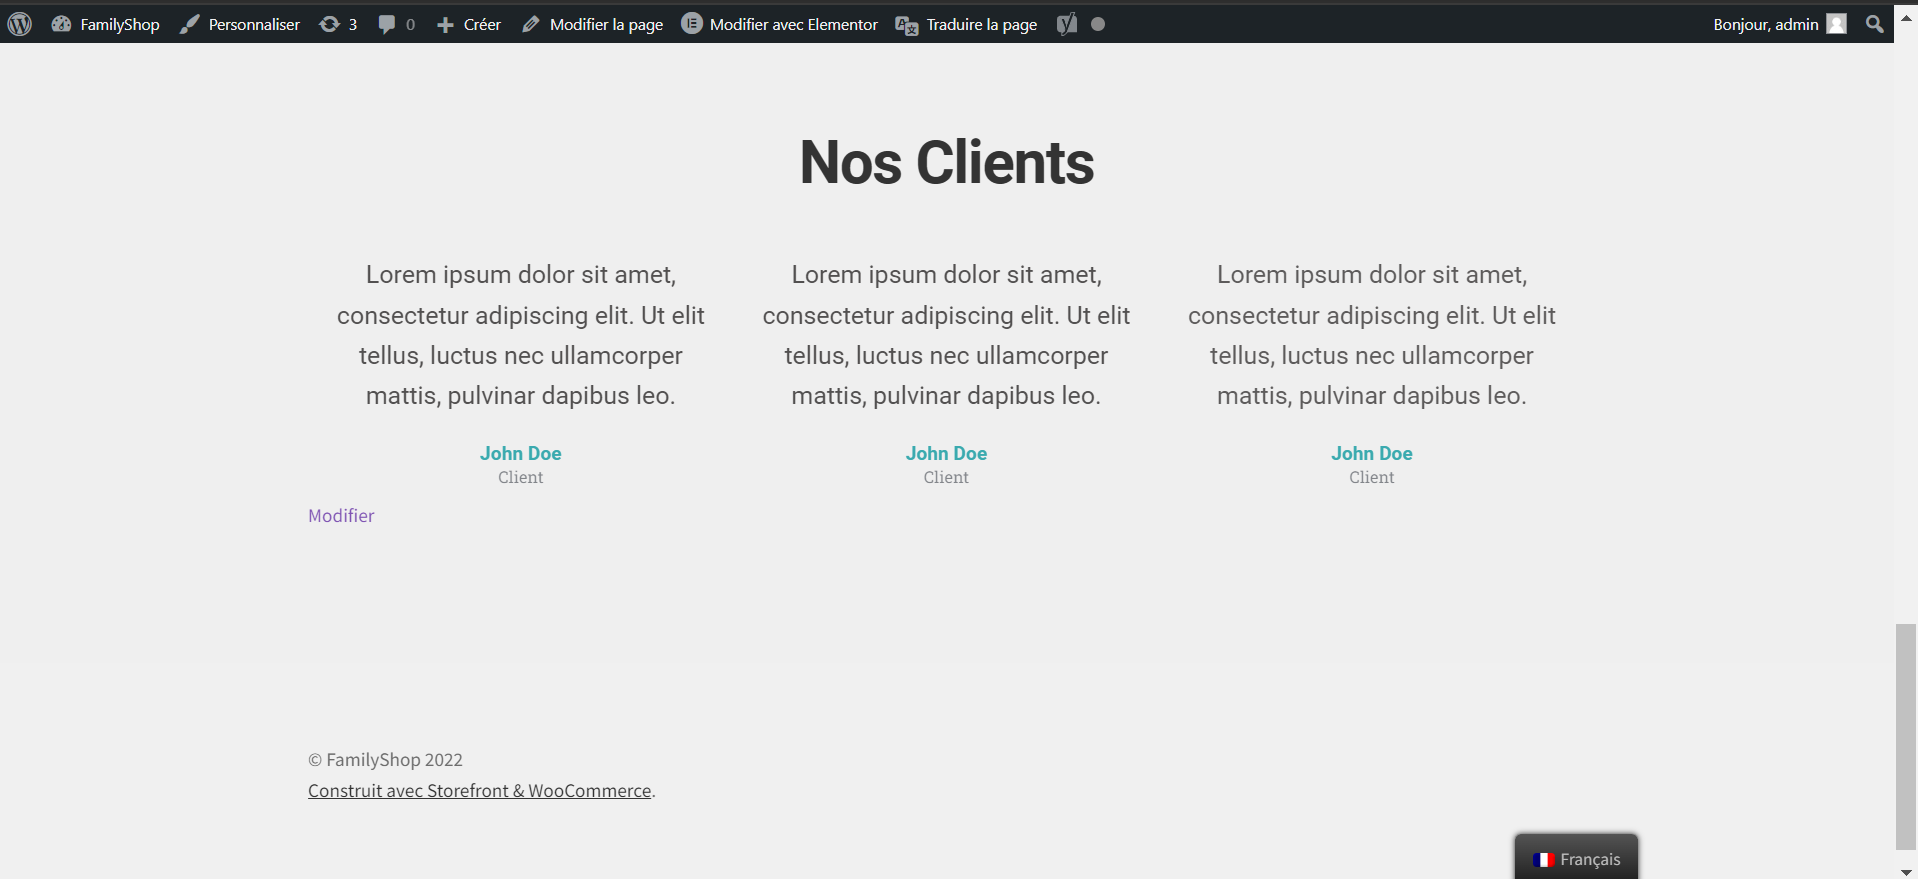 FamilyShop Personnaliser 3 0 Créer Modifier la page Modifier avec Elementor Traduire la page Bonjour, admin
Nos Clients
Lorem ipsum dolor sit amet,
consectetur adipiscing elit. Ut elit
tellus, luctus nec ullamcorper
mattis, pulvinar dapibus leo.
John Doe
Client
Lorem ipsum dolor sit amet,
consectetur adipiscing elit. Ut elit
tellus, luctus nec ullamcorper
mattis, pulvinar dapibus leo.
John Doe
Client
Lorem ipsum dolor sit amet,
consectetur adipiscing elit. Ut elit
tellus, luctus nec ullamcorper
mattis, pulvinar dapibus leo.
John Doe
Client
Modifier
© FamilyShop 2022
Construit avec Storefront & WooCommerce.
Français